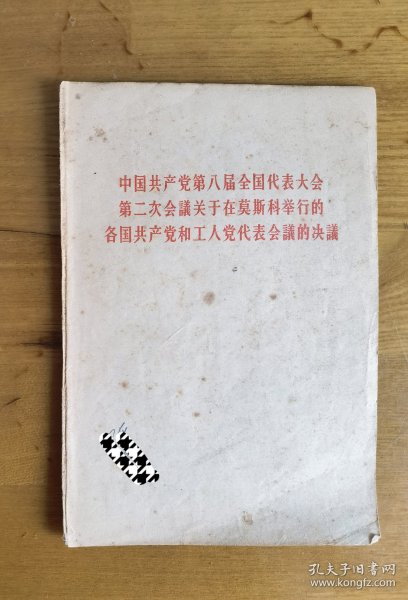 中国共产党第八届全国代表大会
第二次会議关于在莫斯科举行的
各国共产党和工人党代表会議的决議
孔夫子旧书网
www.kongfz.com